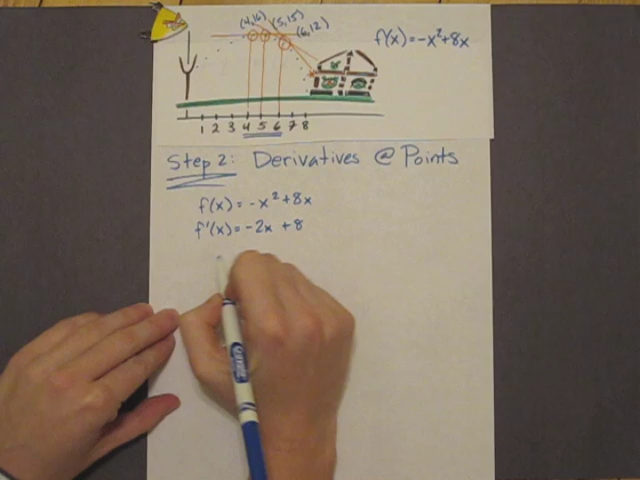 (4,16) (5,15)
(6,12)
f'(x)=-x²+8x
1 2 3 4 5 6 7 8
Step 2: Derivatives @ Points
f(x)=-x²+8x
f'(x)=-2x+8